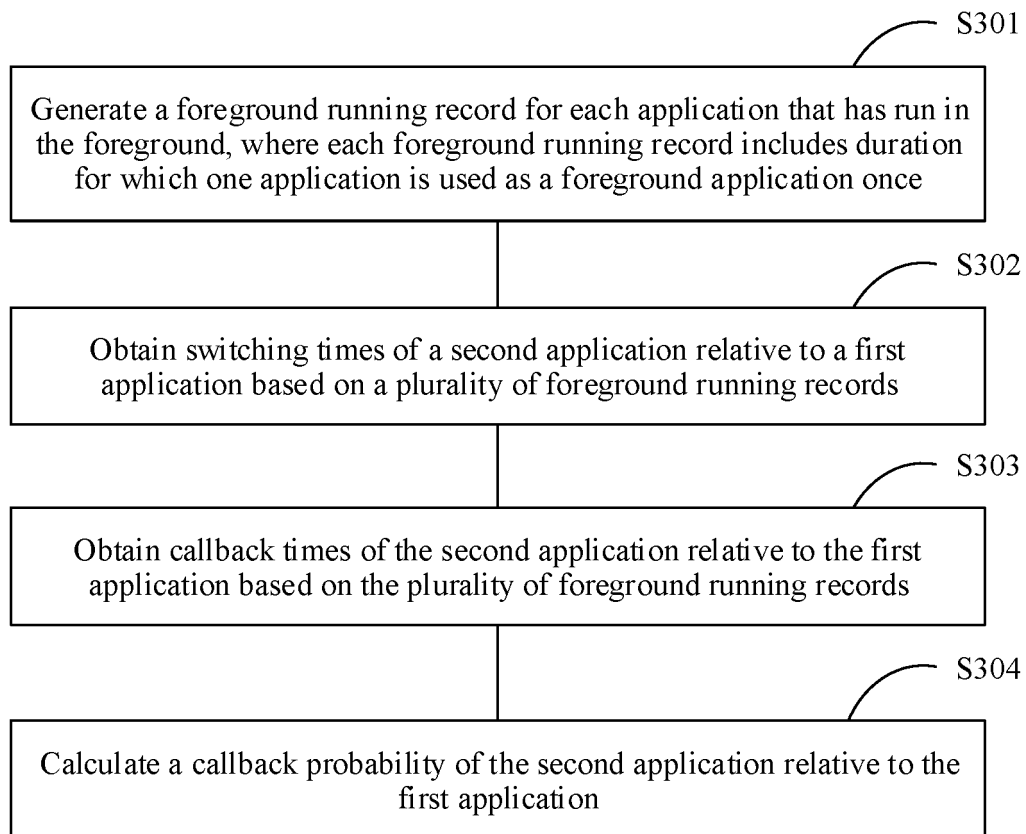 S301
Generate a foreground running record for each application that has run in
the foreground, where each foreground running record includes duration
for which one application is used as a foreground application once
S302
Obtain switching times of a second application relative to a first
application based on a plurality of foreground running records
S303
Obtain callback times of the second application relative to the first
application based on the plurality of foreground running records
S304
Calculate a callback probability of the second application relative to the
first application